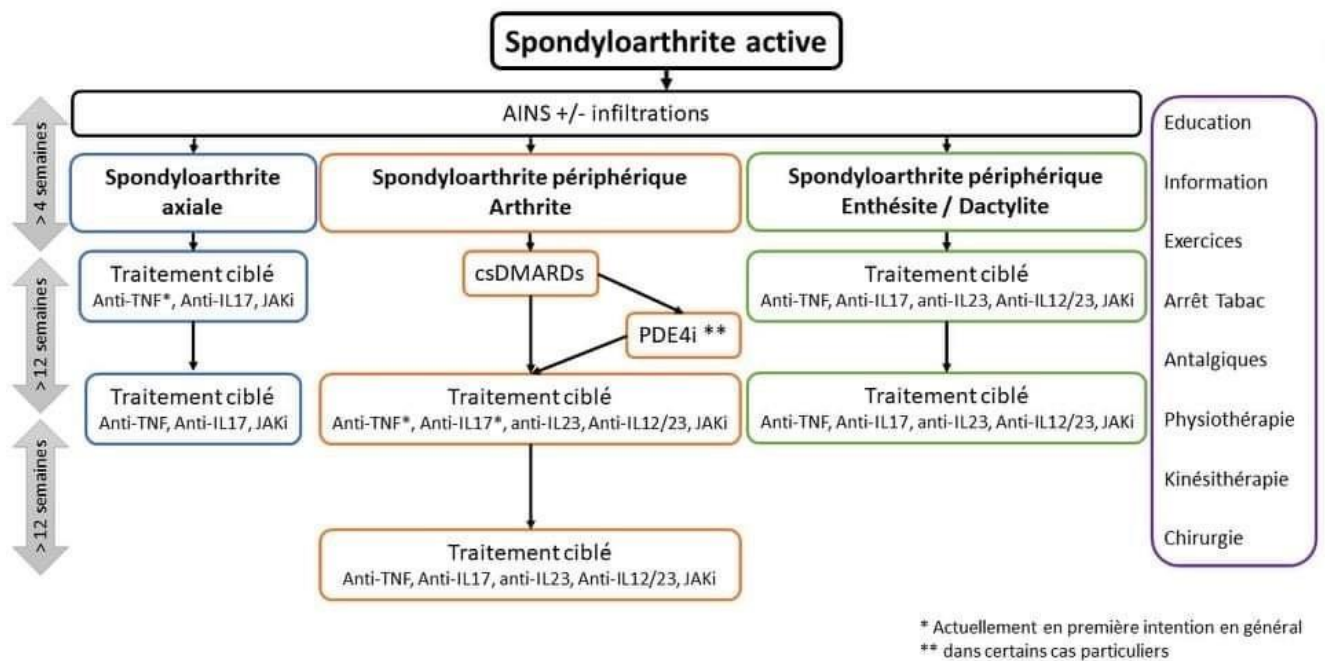 Spondyloarthrite active
AINS +/- infiltrations
> 4 semaines
Spondyloarthrite
axiale
Spondyloarthrite périphérique
Arthrite
Spondyloarthrite périphérique
Enthésite / Dactylite
> 12 semaines
Traitement ciblé
Anti-TNF*, Anti-IL17, JAKi
csDMARDs
PDE4i **
Traitement ciblé
Anti-TNF, Anti-IL17, anti-IL23, Anti-IL12/23, JAKi
Traitement ciblé
Anti-TNF, Anti-IL17, JAKi
Traitement ciblé
Anti-TNF*, Anti-IL17*, anti-IL23, Anti-IL12/23, JAKi
Traitement ciblé
Anti-TNF, Anti-IL17, anti-IL23, Anti-IL12/23, JAKi
> 12 semaines
Traitement ciblé
Anti-TNF, Anti-IL17, anti-IL23, Anti-IL12/23, JAKi
Education
Information
Exercices
Arrêt Tabac
Antalgiques
Physiothérapie
Kinésithérapie
Chirurgie
* Actuellement en première intention en général
** dans certains cas particuliers